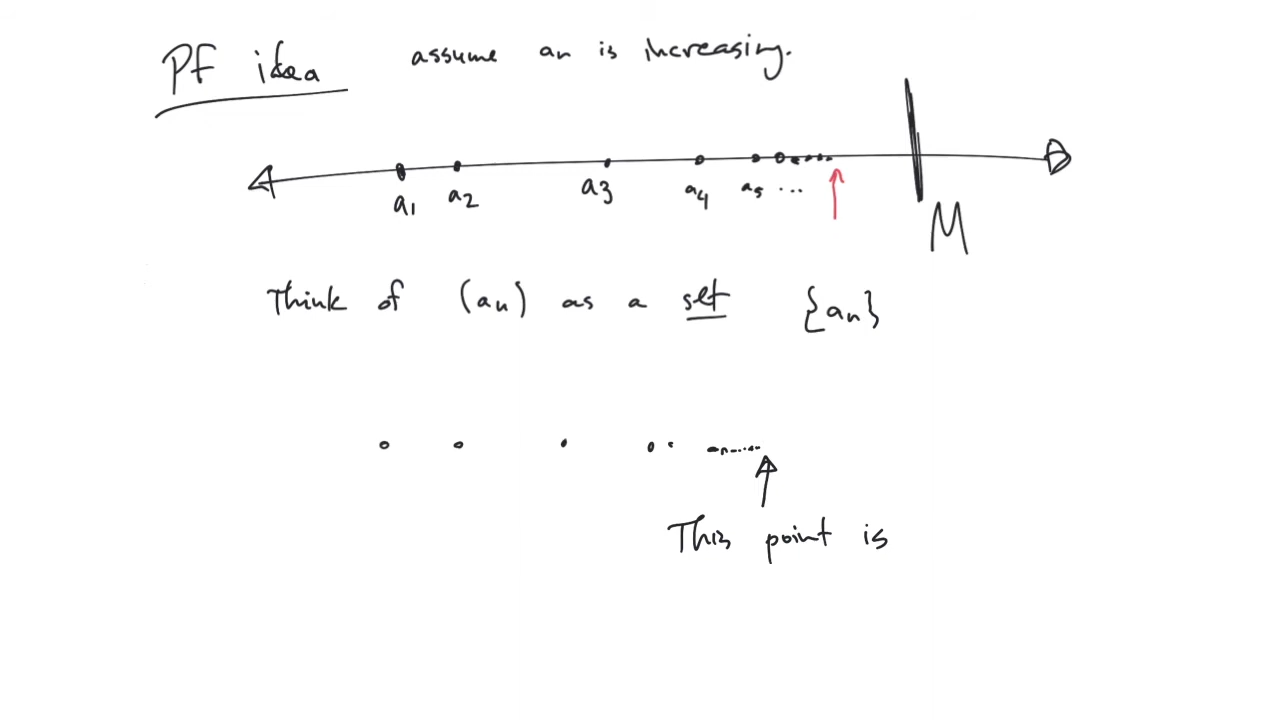 Pf idea assume an is increasing.
a1 a2 a3 a4 a5 ...
M
Think of (an) as a set {an}
This point is